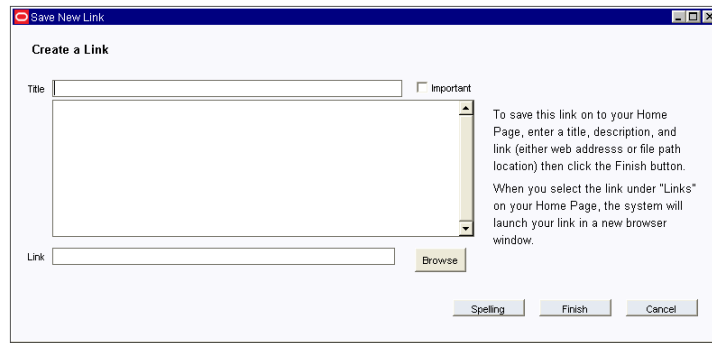 Save New Link
Create a Link
Title
Important
To save this link on to your Home
Page, enter a title, description, and
link (either web addresss or file path
location) then click the Finish button.
When you select the link under "Links"
on your Home Page, the system will
launch your link in a new browser
window.
Link
Browse
Spelling
Finish
Cancel